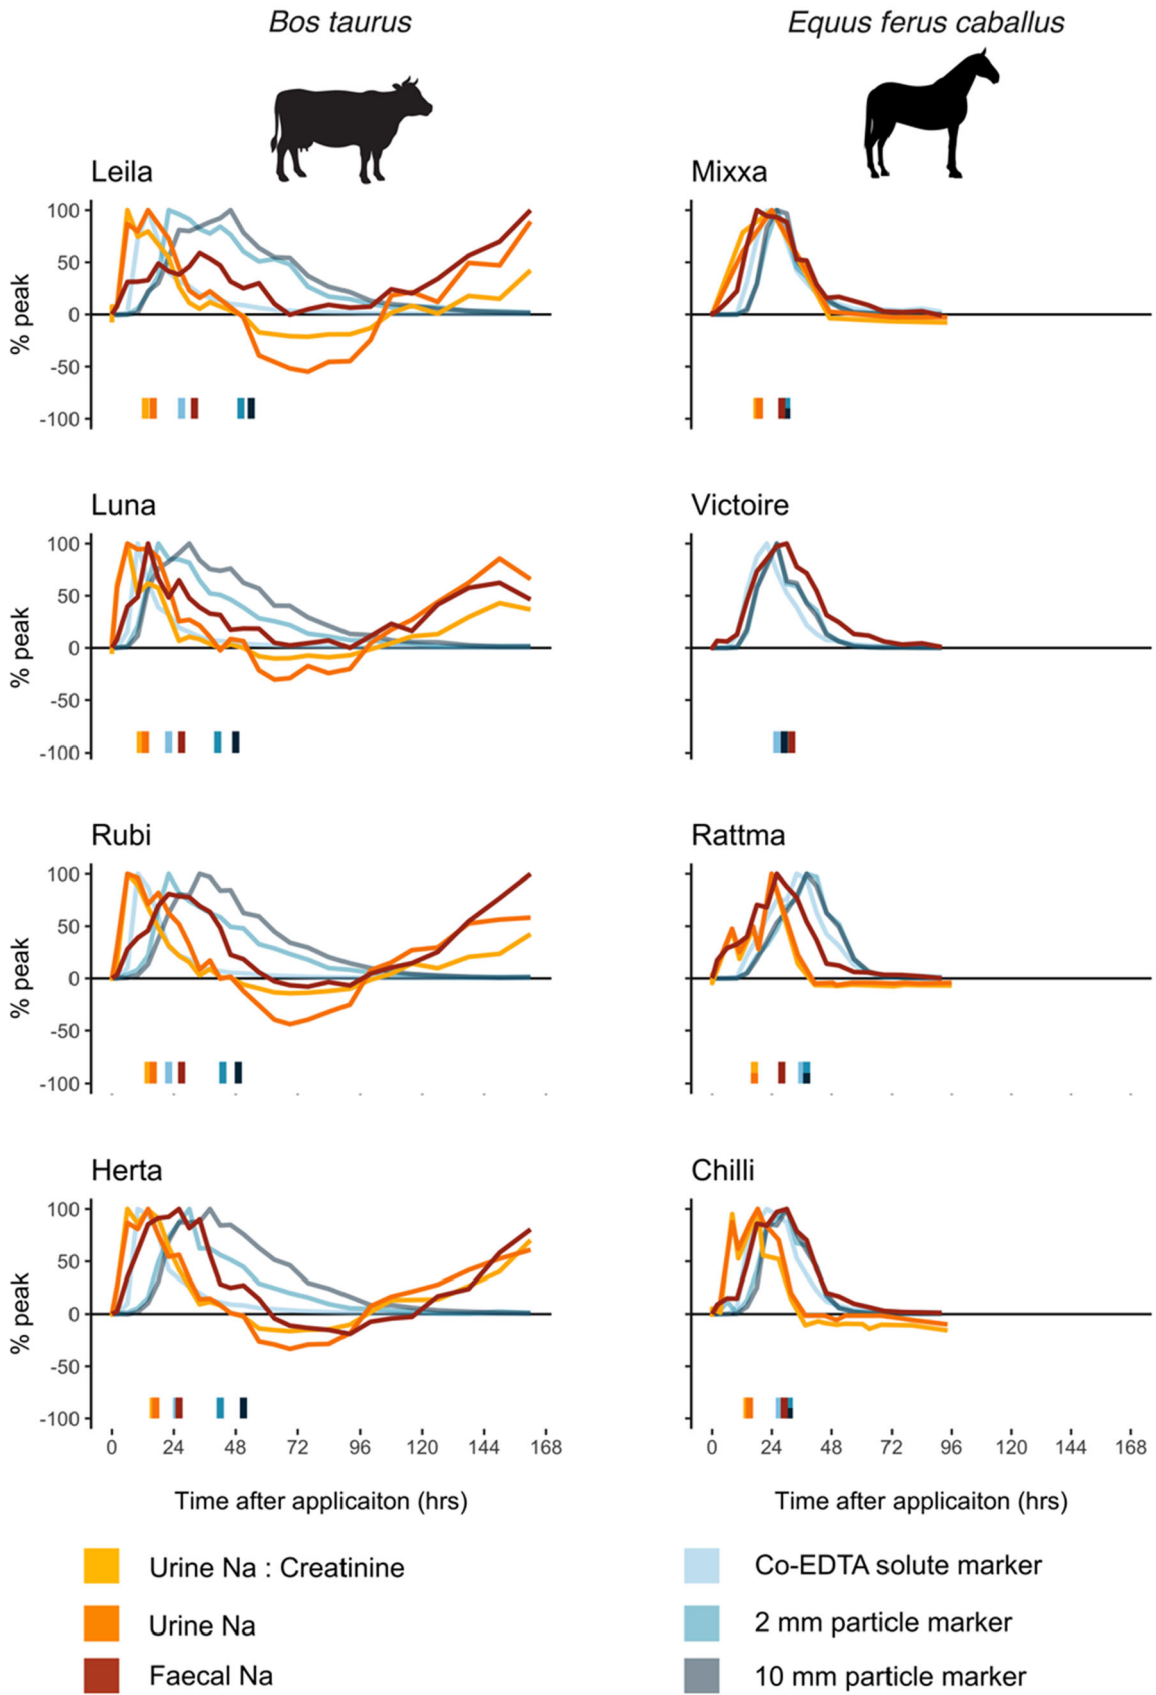 Bos taurus
Equus ferus caballus
Leila
Mixxa
100
50
0
-50
-100
% peak
Luna
Victoire
100
50
0
-50
-100
% peak
Rubi
Rattma
100
50
0
-50
-100
% peak
Herta
Chilli
100
50
0
-50
-100
% peak
0 24 48 72 96 120 144 168
0 24 48 72 96 120 144 168
Time after applicaiton (hrs)
Time after applicaiton (hrs)
Urine Na : Creatinine
Urine Na
Faecal Na
Co-EDTA solute marker
2 mm particle marker
10 mm particle marker